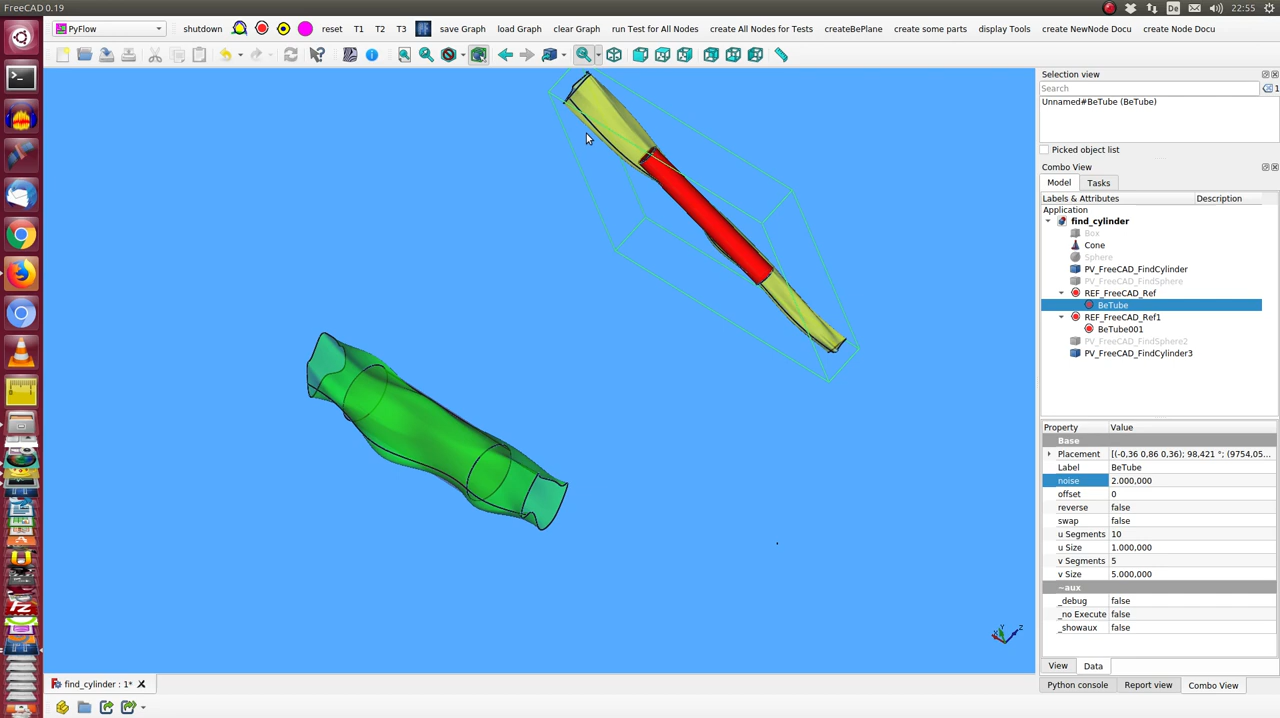 FreeCAD 0.19
De
22:55
PyFlow
shutdown
reset
T1
T2
T3
save Graph
load Graph
clear Graph
run Test for All Nodes
create All Nodes for Tests
createBePlane
create some parts
display Tools
create NewNode Docu
create Node Docu
Selection view
Search
1
Unnamed#BeTube (BeTube)
Picked object list
Combo View
Model
Tasks
Labels & Attributes
Description
Application
find_cylinder
Box
Cone
Sphere
PV_FreeCAD_FindCylinder
PV_FreeCAD_FindSphere
REF_FreeCAD_Ref
BeTube
REF_FreeCAD_Ref1
BeTube001
PV_FreeCAD_FindSphere2
PV_FreeCAD_FindCylinder3
Property Value
Base
Placement [(-0,36 0,86 0,36); 98,421 °; (9754,05...
Label BeTube
noise 2.000,000
offset 0
reverse false
swap false
u Segments 10
u Size 1.000,000
v Segments 5
v Size 5.000,000
~aux
_debug false
_no Execute false
_showaux false
View
Data
find_cylinder : 1*
Python console
Report view
Combo View